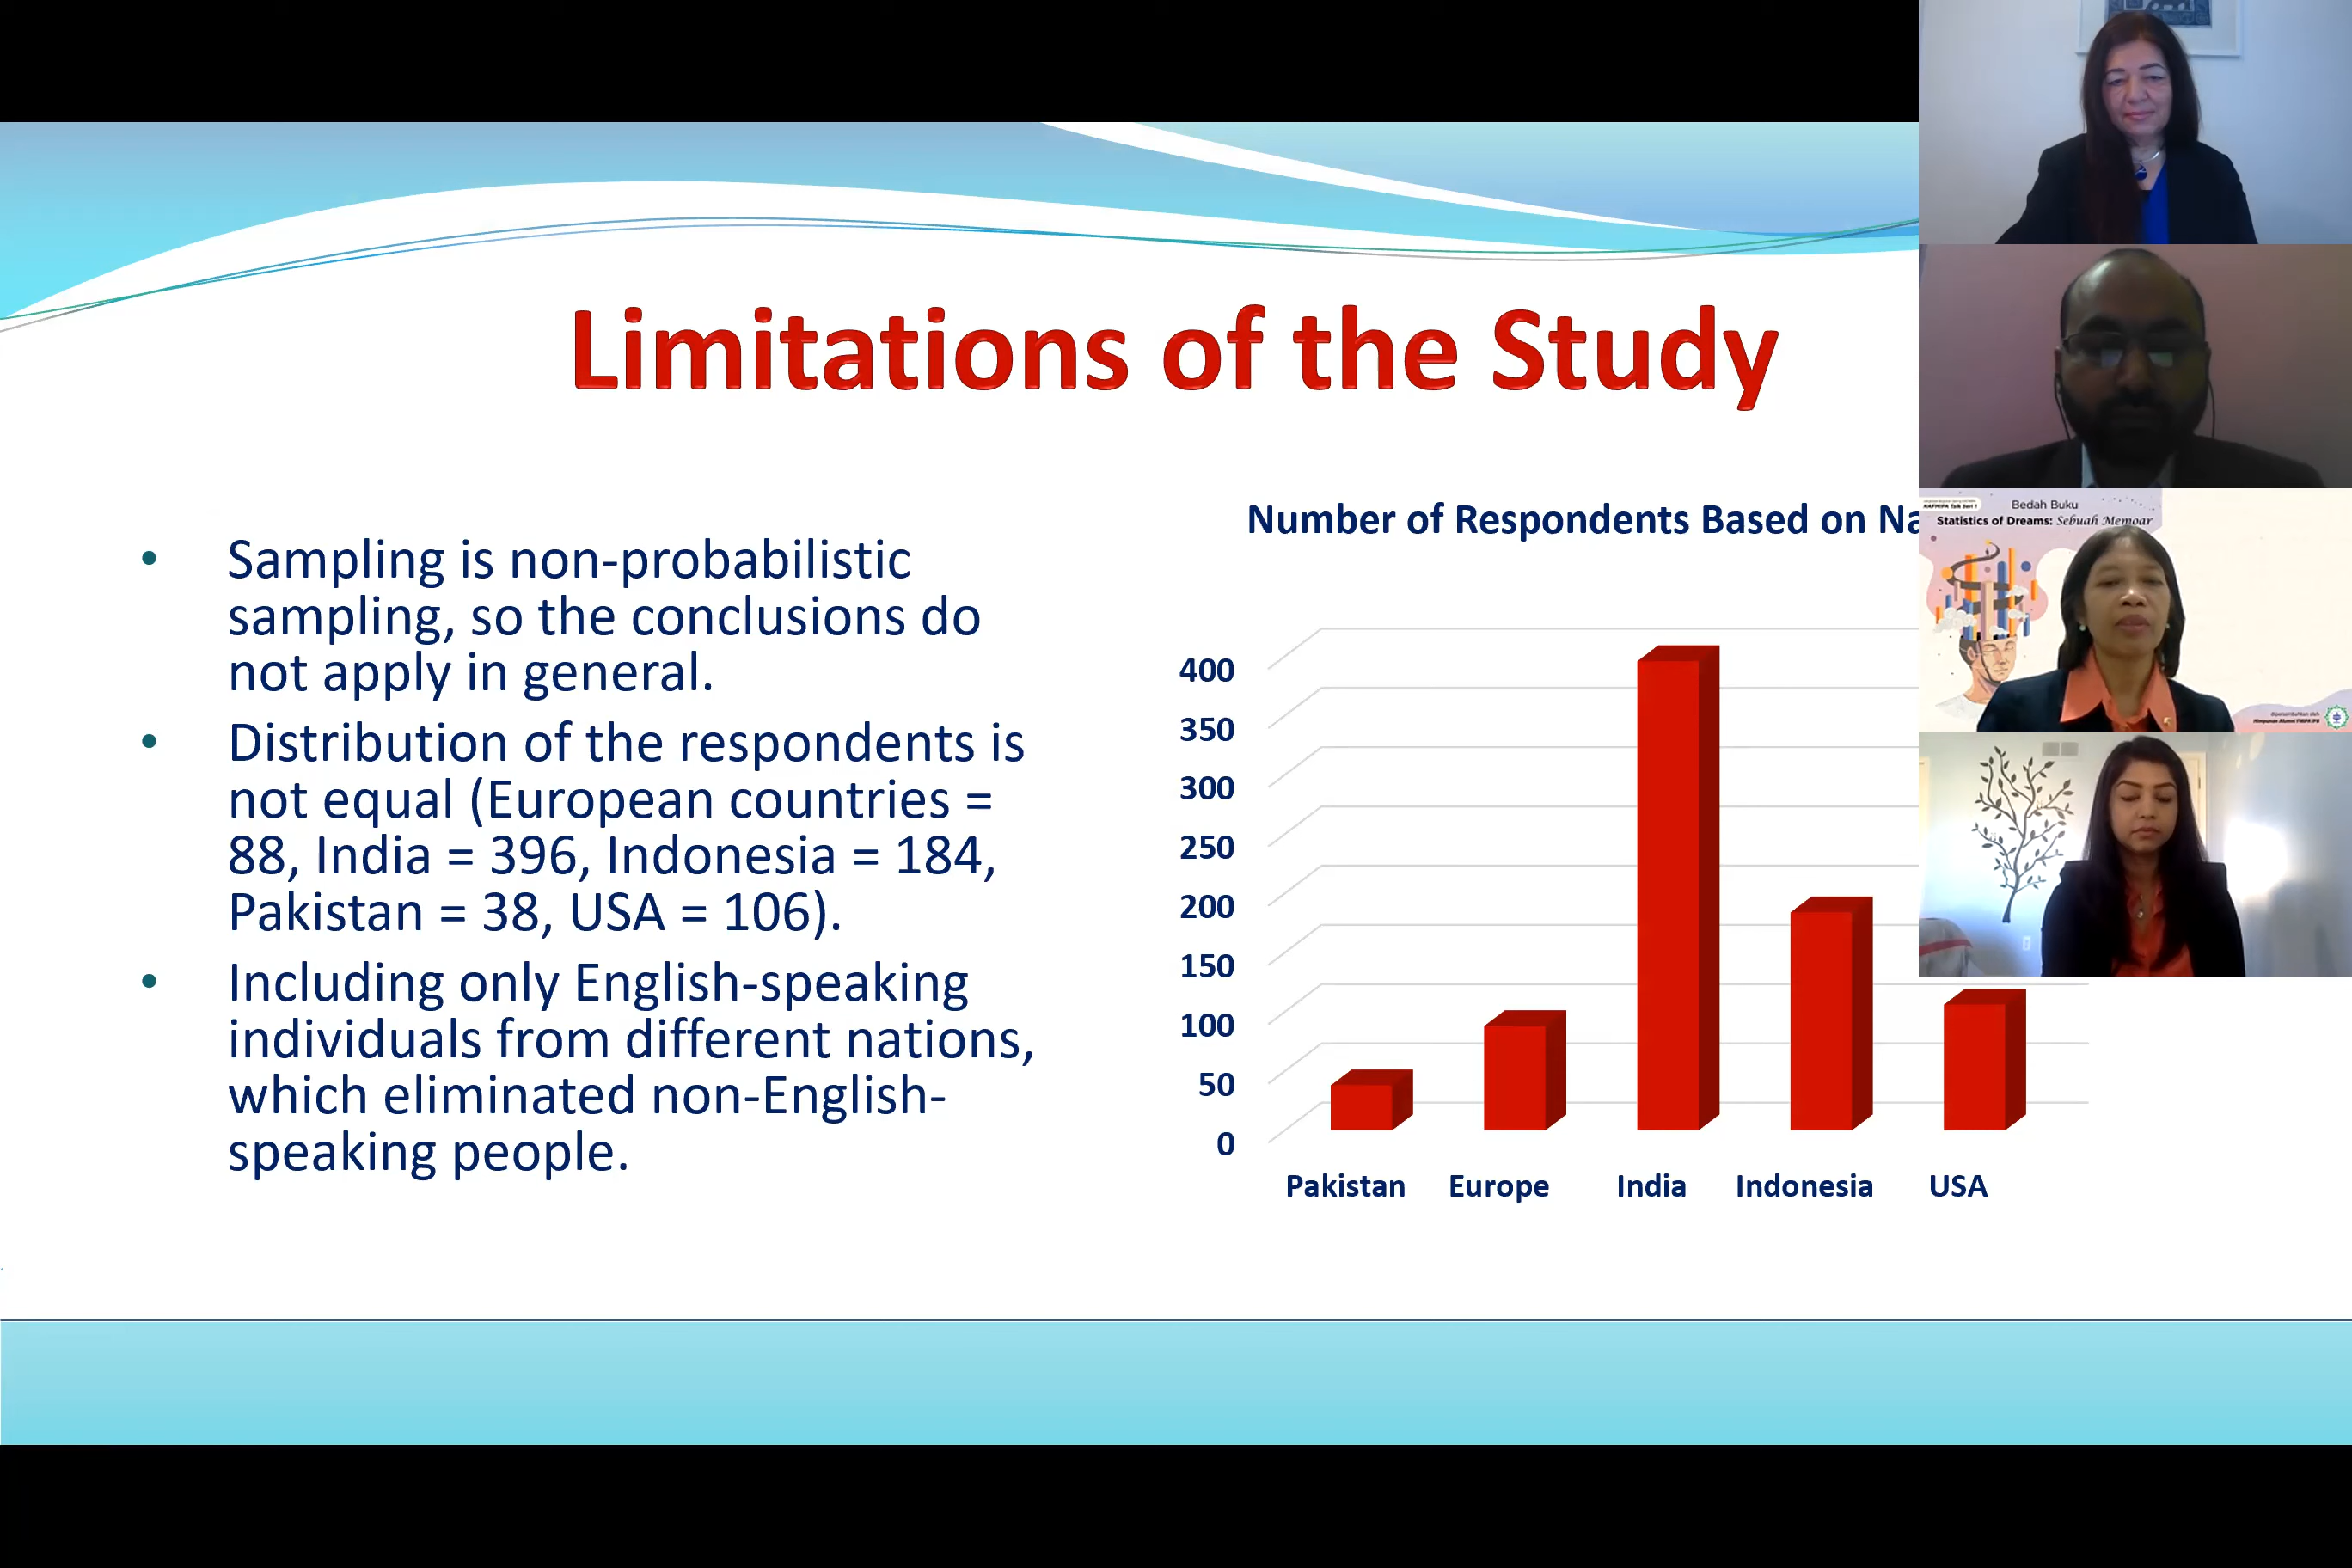 Limitations of the Study
• Sampling is non-probabilistic
sampling, so the conclusions do
not apply in general.
• Distribution of the respondents is
not equal (European countries =
88, India = 396, Indonesia = 184,
Pakistan = 38, USA = 106).
• Including only English-speaking
individuals from different nations,
which eliminated non-English-
speaking people.
Number of Respondents Based on Na
400
350
300
250
200
150
100
50
0
Pakistan Europe India Indonesia USA
Bedah Buku
Statistics of Dreams: Sebuah Memoar
Himpunan Alumni FMIPA IPB